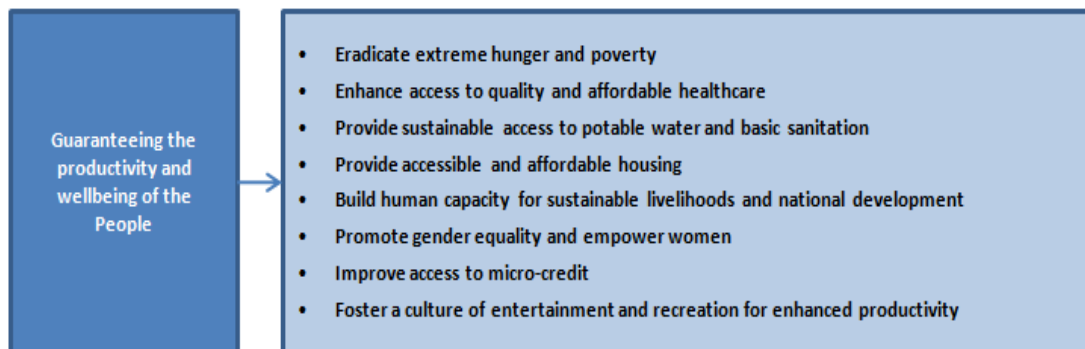 Guaranteeing the
productivity and
wellbeing of the
People
• Eradicate extreme hunger and poverty
• Enhance access to quality and affordable healthcare
• Provide sustainable access to potable water and basic sanitation
• Provide accessible and affordable housing
• Build human capacity for sustainable livelihoods and national development
• Promote gender equality and empower women
• Improve access to micro-credit
• Foster a culture of entertainment and recreation for enhanced productivity